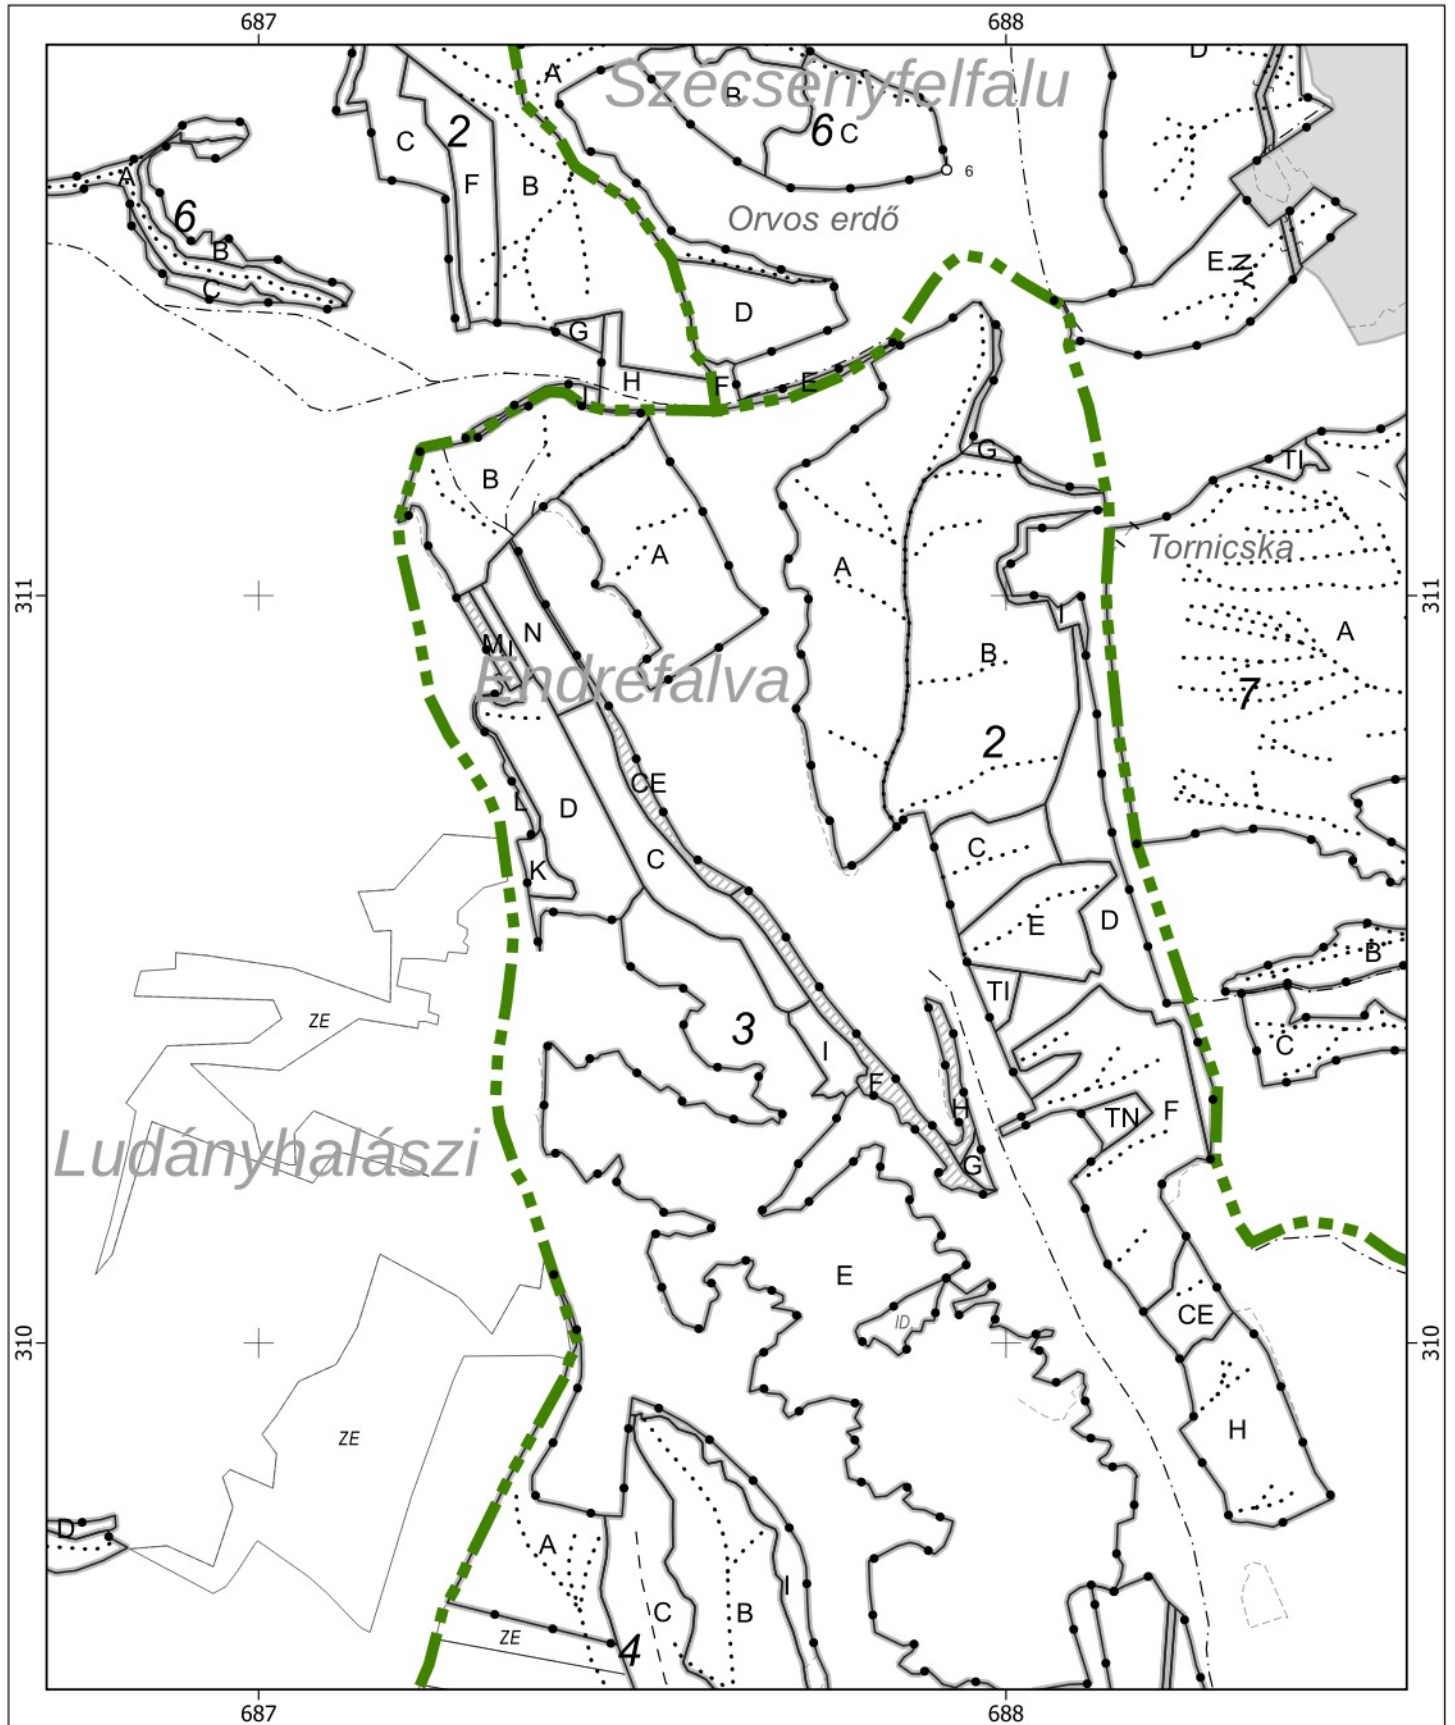 687 688
D
A
Szécsényfelfalu
B
2 6 C
C
6
A F B
6 Orvos erdő
B E NY
C
D
G
H F E
J
B G TI
A A Tornicska
311 311
I
N A
MI B
Endrefalva 7
2
CE
L D
C C
K
E D
B
TI
ZE 3
I C
F
H TN F
Ludányhalászi
G
E
CE
ID
310 310
H
ZE
D
A
I
C B
ZE 4
687 688